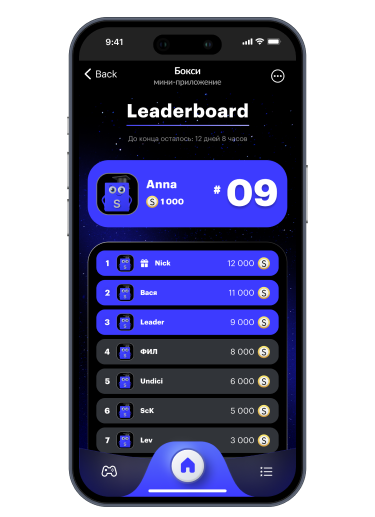 9:41
Back
Бокси
мини-приложение
Leaderboard
До конца осталось: 12 дней 8 часов
Anna
S 1 000
# 09
S
1 Nick 12 000 S
2 Вася 11 000 S
3 Leader 9 000 S
4 ФИЛ 8 000 S
5 Undici 6 000 S
6 ScK 5 000 S
7 Lev 3 000 S